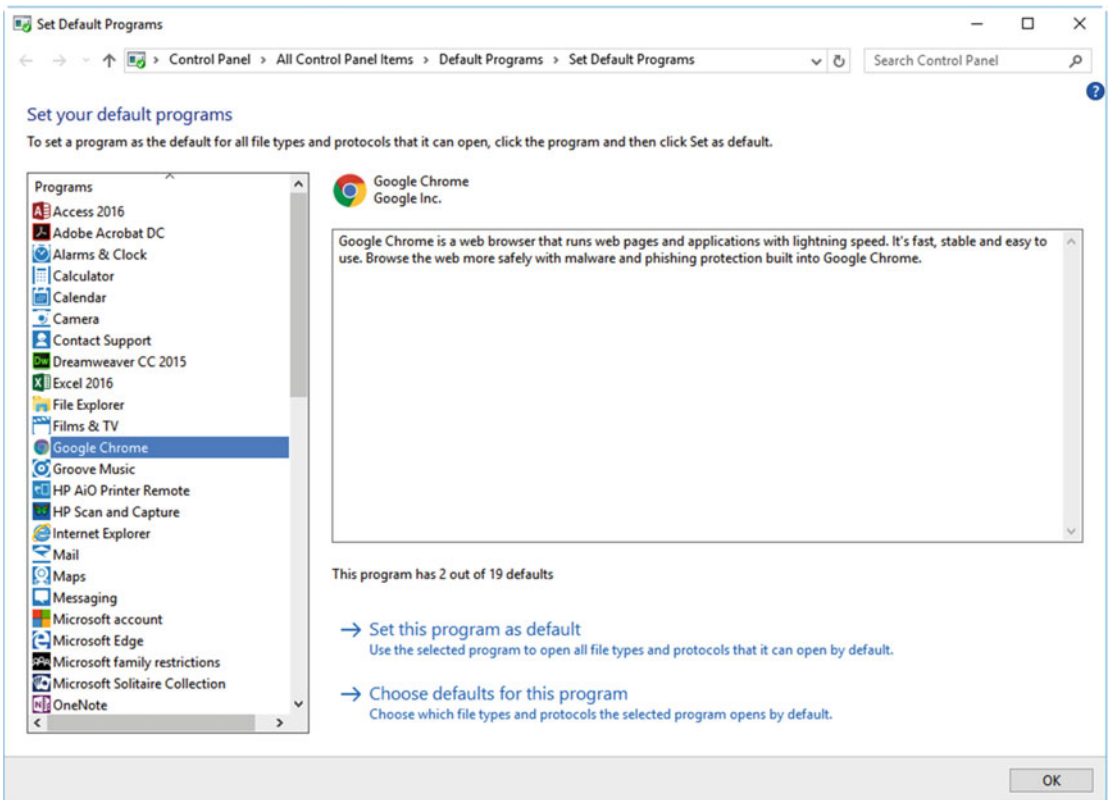 Set Default Programs
Control Panel > All Control Panel Items > Default Programs > Set Default Programs
Search Control Panel
Set your default programs
To set a program as the default for all file types and protocols that it can open, click the program and then click Set as default.
Programs
Access 2016
Adobe Acrobat DC
Alarms & Clock
Calculator
Calendar
Camera
Contact Support
Dreamweaver CC 2015
Excel 2016
File Explorer
Films & TV
Google Chrome
Groove Music
HP AiO Printer Remote
HP Scan and Capture
Internet Explorer
Mail
Maps
Messaging
Microsoft account
Microsoft Edge
Microsoft family restrictions
Microsoft Solitaire Collection
OneNote
Google Chrome
Google Inc.
Google Chrome is a web browser that runs web pages and applications with lightning speed. It's fast, stable and easy to
use. Browse the web more safely with malware and phishing protection built into Google Chrome.
This program has 2 out of 19 defaults
Set this program as default
Use the selected program to open all file types and protocols that it can open by default.
Choose defaults for this program
Choose which file types and protocols the selected program opens by default.
OK